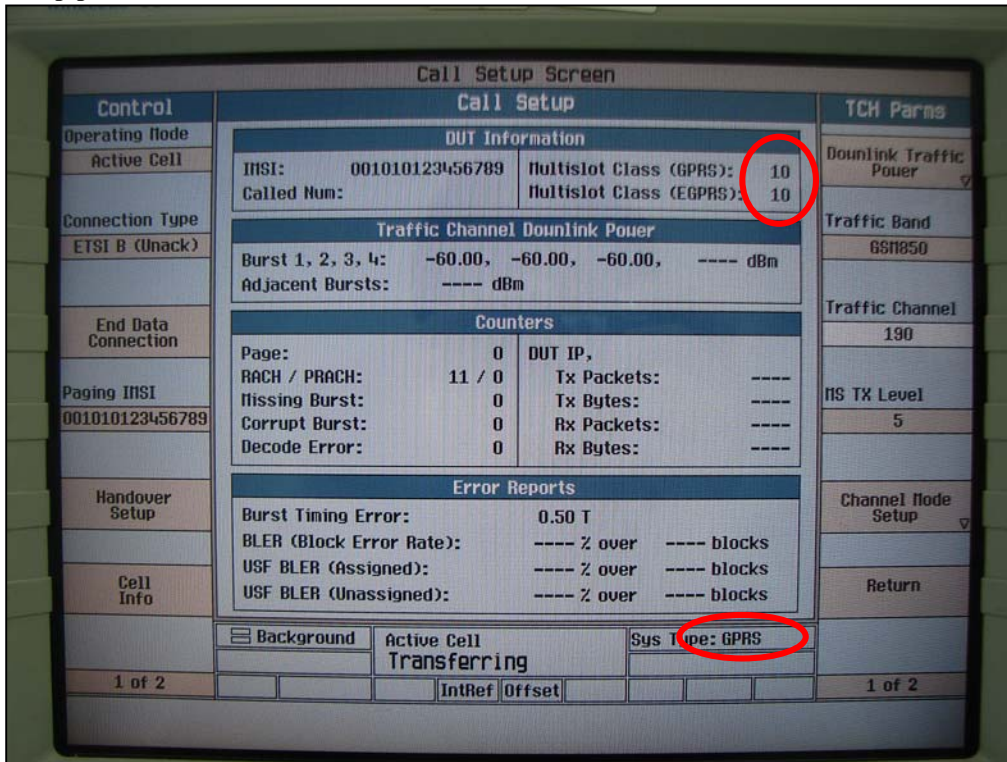 Call Setup Screen
Control
Operating Mode
Active Cell
Connection Type
ETSI B (Unack)
End Data
Connection
Paging IMSI
001010123456789
Handover
Setup
Cell
Info
1 of 2
Call Setup
DUT Information
IMSI: 001010123456789
Called Num:
Multislot Class (GPRS): 10
Multislot Class (EGPRS): 10
Traffic Channel Downlink Power
Burst 1, 2, 3, 4: -60.00, -60.00, -60.00, ---- dBm
Adjacent Bursts: ---- dBm
Counters
Page: 0
RACH / PRACH: 11 / 0
Missing Burst: 0
Corrupt Burst: 0
Decode Error: 0
DUT IP,
Tx Packets: ----
Tx Bytes: ----
Rx Packets: ----
Rx Bytes: ----
Error Reports
Burst Timing Error: 0.50 T
BLER (Block Error Rate): ---- % over ---- blocks
USF BLER (Assigned): ---- % over ---- blocks
USF BLER (Unassigned): ---- % over ---- blocks
Background
Active Cell
Transferring
Sys Type: GPRS
IntRef Offset
TCH Parms
Downlink Traffic
Power
Traffic Band
GSM850
Traffic Channel
190
MS TX Level
5
Channel Mode
Setup
Return
1 of 2